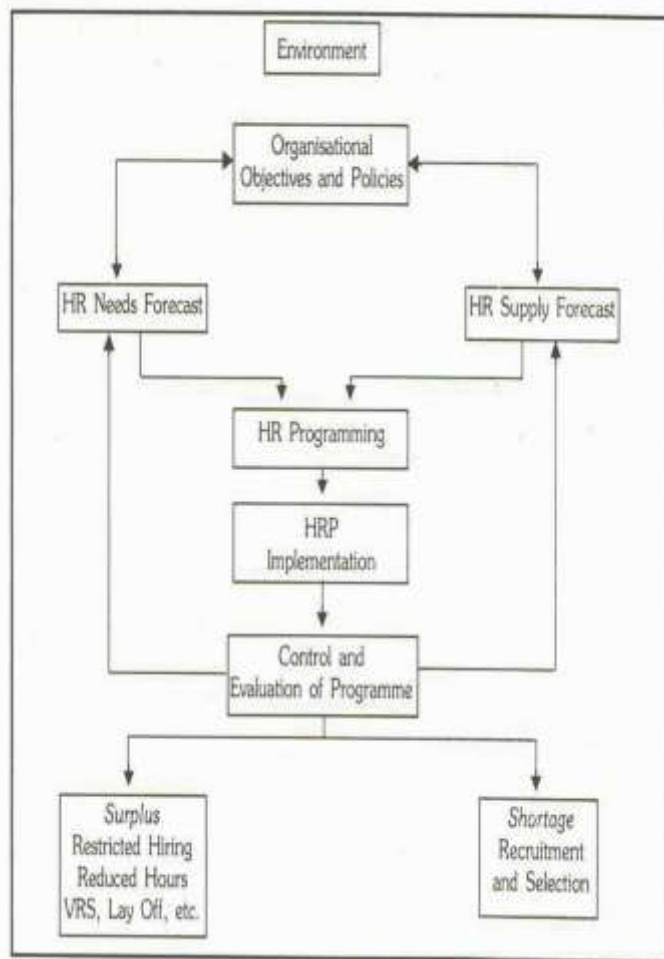 Environment
Organisational
Objectives and Policies
HR Needs Forecast
HR Supply Forecast
HR Programming
HRP
Implementation
Control and
Evaluation of Programme
Surplus
Restricted Hiring
Reduced Hours
VRS, Lay Off, etc.
Shortage
Recruitment
and Selection